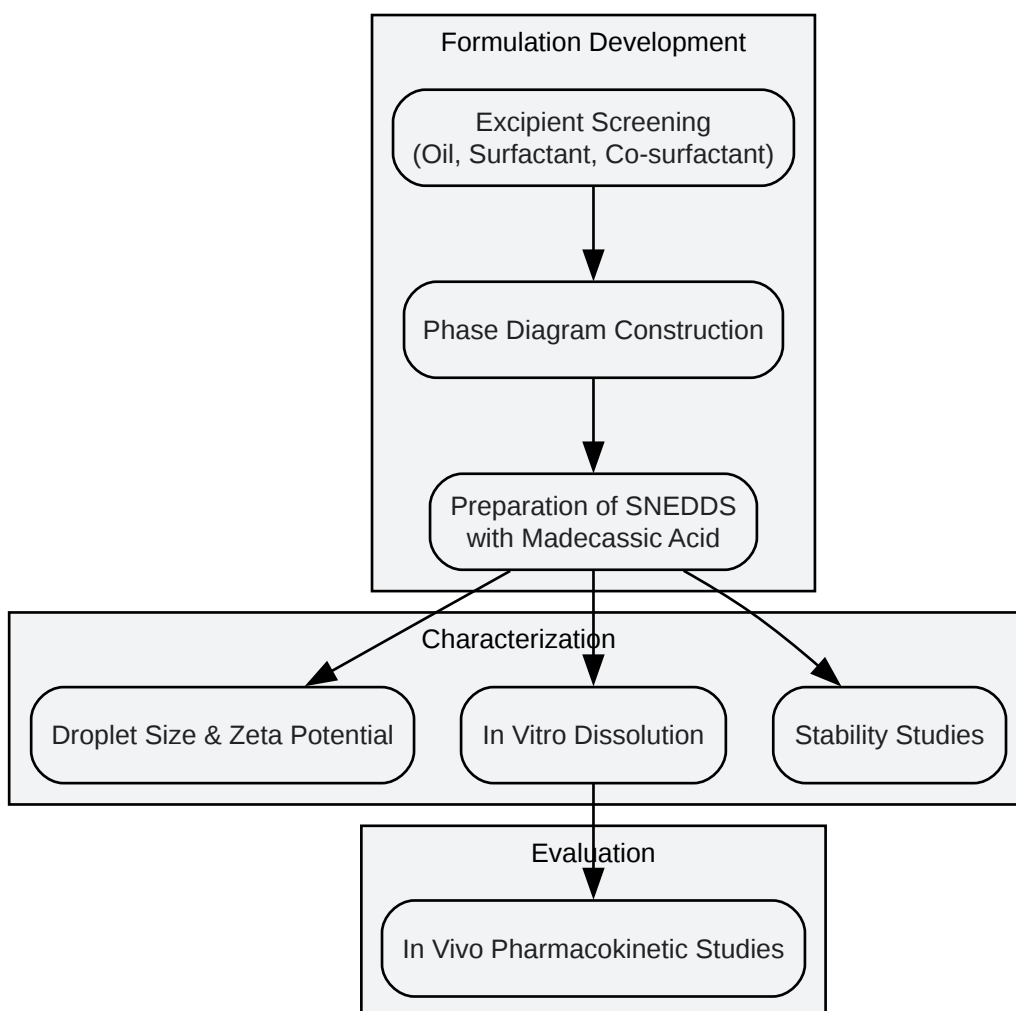 Formulation Development
Excipient Screening
(Oil, Surfactant, Co-surfactant)
Phase Diagram Construction
Preparation of SNEDDS
with Madecassic Acid
Characterization
Droplet Size & Zeta Potential
In Vitro Dissolution
Stability Studies
Evaluation
In Vivo Pharmacokinetic Studies